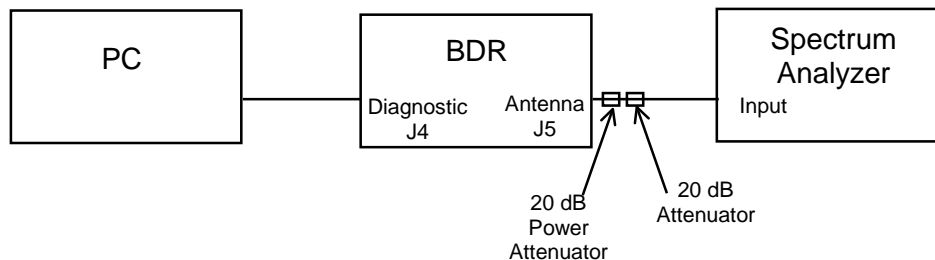 PC
BDR
Diagnostic
J4
Antenna
J5
Spectrum
Analyzer
Input
20 dB
Power
Attenuator
20 dB
Attenuator